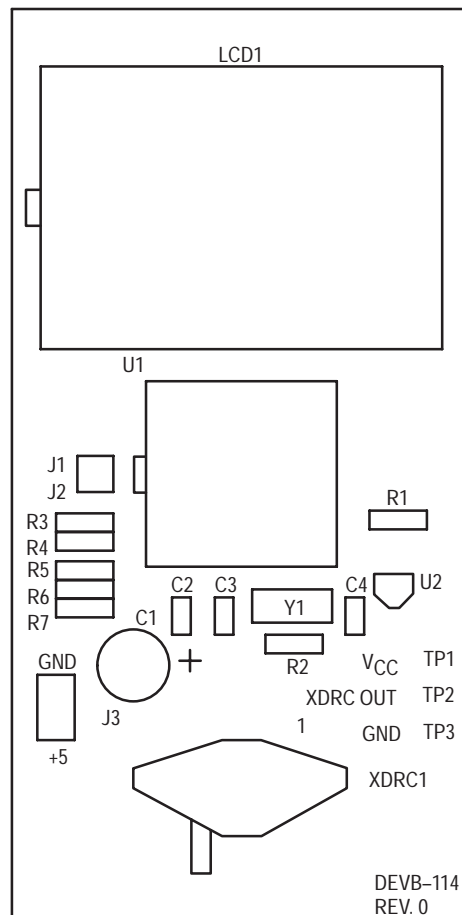 LCD1
U1
J1
J2
R1
R3
R4
R5
R6
R7
C2
C3
C4
U2
C1
Y1
R2
GND
VCC
TP1
XDRC OUT
TP2
J3
1
GND
TP3
+5
XDRC1
DEVB–114
REV. 0